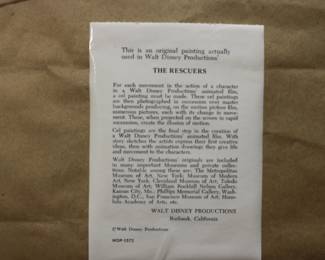 This is an original painting actually
used in Walt Disney Productions'
THE RESCUERS
For each movement in the action of a character
in a Walt Disney Productions' animated film,
a cel painting must be made. These cel paintings
are then photographed in succession over master
backgrounds producing, on the motion picture film,
numerous pictures, each with its change in move-
ment. These, when projected on the screen in rapid
succession, create the illusion of motion.
Cel paintings are the final step in the creation of
a Walt Disney Productions' animated film. With
story sketches the artists express their first creative
ideas, then with animation drawings they give life
and movement to the characters.
Walt Disney Productions' originals are included
in many important Museums and private collec-
tions. Notable among these are: The Metropolitan
Museum of Art, New York; Museum of Modern
Art, New York; Cleveland Museum of Art; Toledo
Museum of Art; William Rockhill Nelson Gallery,
Kansas City, Mo.; Phillips Memorial Gallery, Wash-
ington, D.C., San Francisco Museum of Art, Hono-
lulu Academy of Arts, etc.
WALT DISNEY PRODUCTIONS
Burbank, California
© Walt Disney Productions
WDP-1572